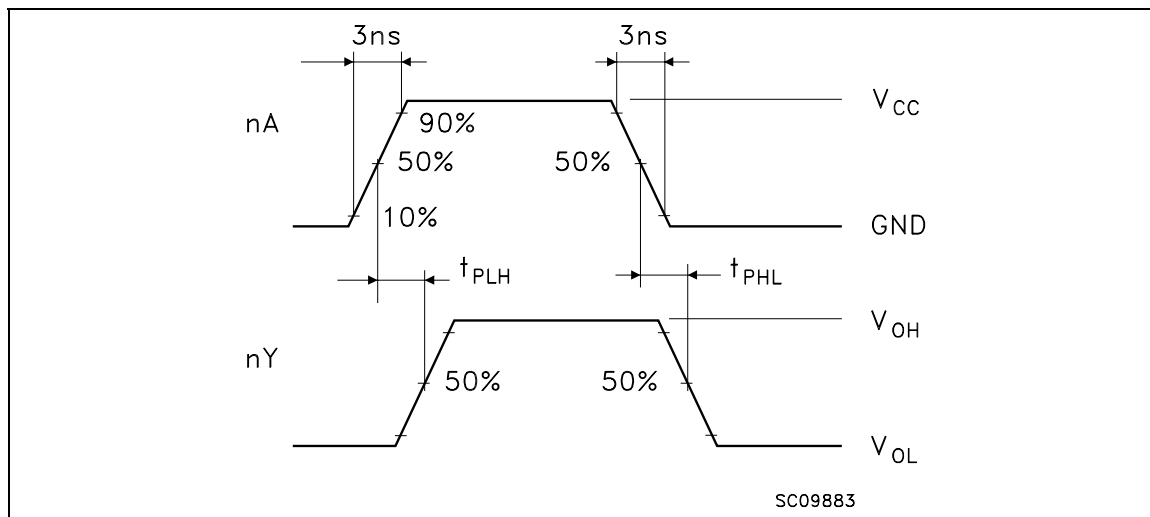 3ns 3ns
V_CC
nA
90%
50% 50%
10%
GND
t_PLH t_PHL
V_OH
nY
50% 50%
V_OL
SC09883